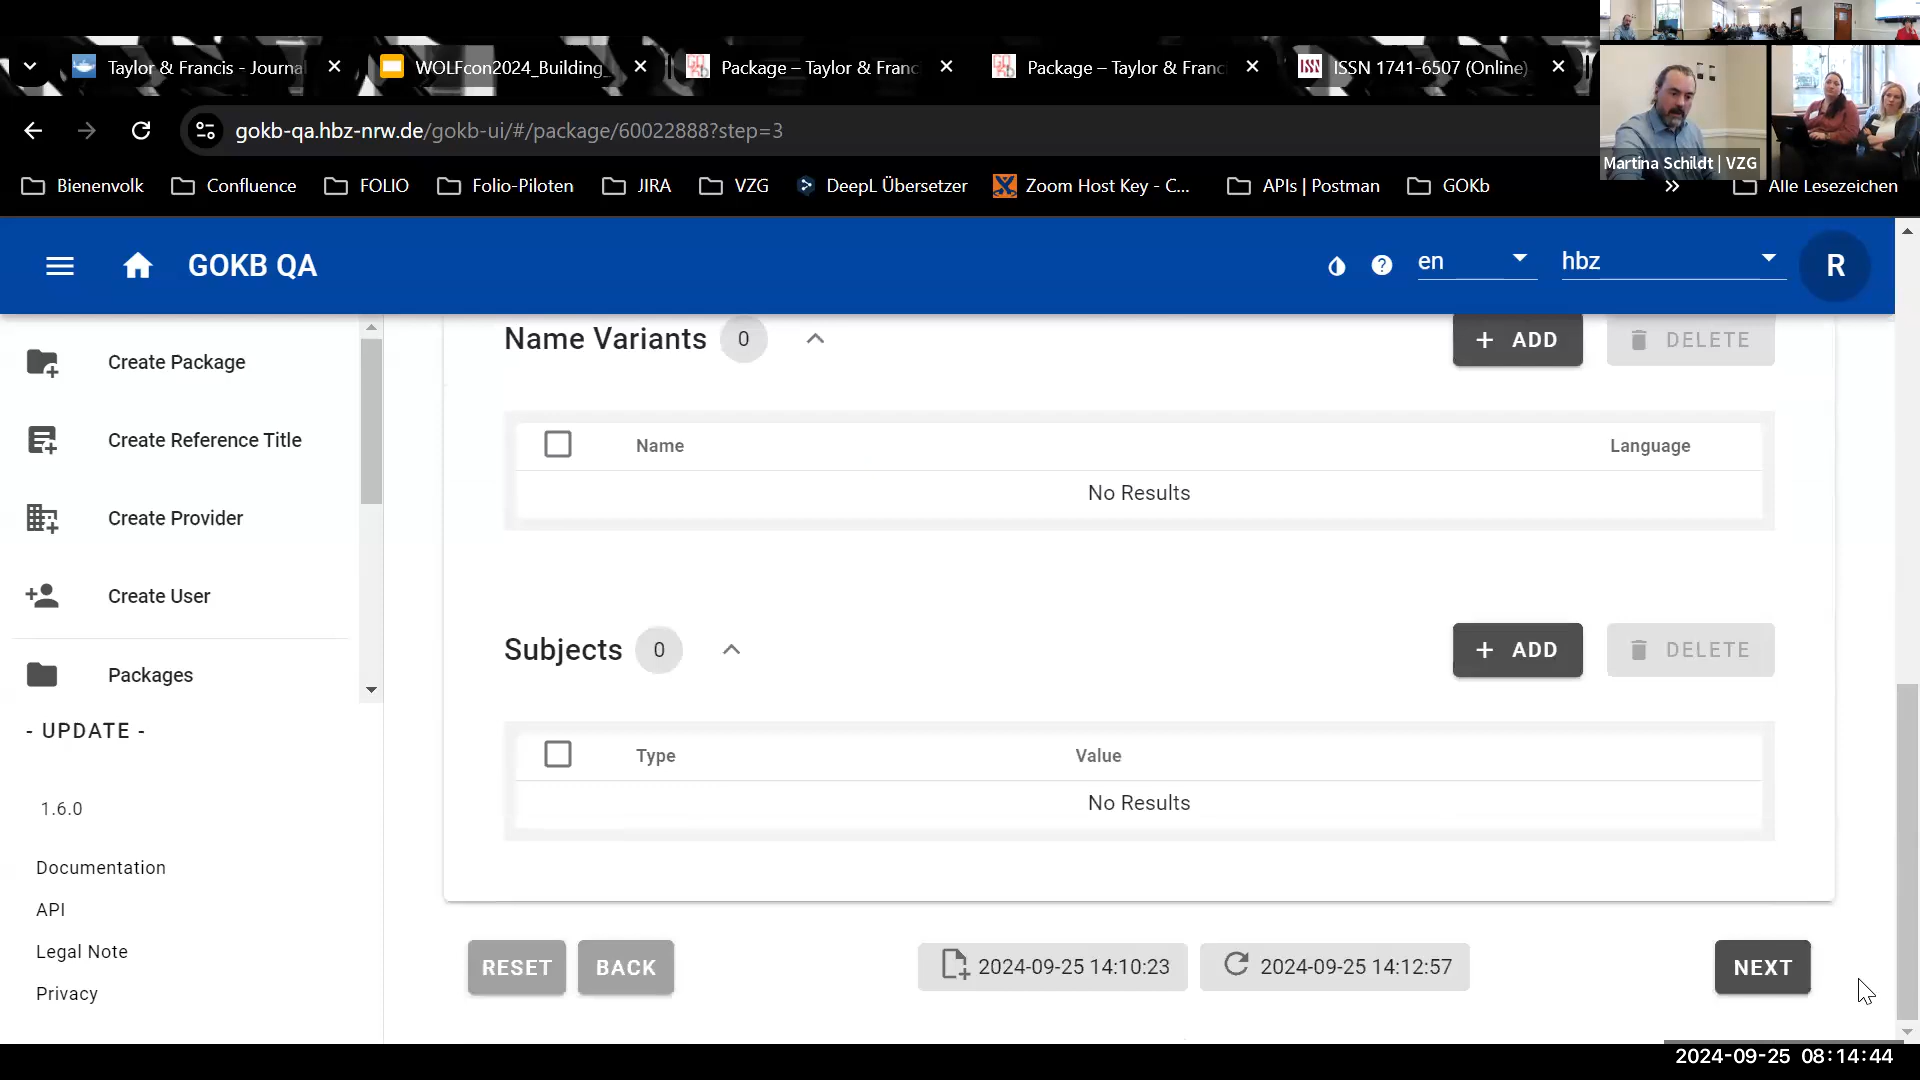 Taylor & Francis - Journa
WOLFcon2024_Building_
Package – Taylor & Franc
Package – Taylor & Franc
ISSN 1741-6507 (Online)
gokb-qa.hbz-nrw.de/gokb-ui/#/package/60022888?step=3
Martina Schildt | VZG
Bienenvolk
Confluence
FOLIO
Folio-Piloten
JIRA
VZG
DeepL Übersetzer
Zoom Host Key - C...
APIs | Postman
GOKb
Alle Lesezeichen
GOKB QA
en
hbz
R
Create Package
Create Reference Title
Create Provider
Create User
Packages
- UPDATE -
1.6.0
Documentation
API
Legal Note
Privacy
Name Variants 0
+ ADD
DELETE
Name
Language
No Results
Subjects 0
+ ADD
DELETE
Type
Value
No Results
RESET
BACK
2024-09-25 14:10:23
2024-09-25 14:12:57
NEXT
2024-09-25 08:14:44